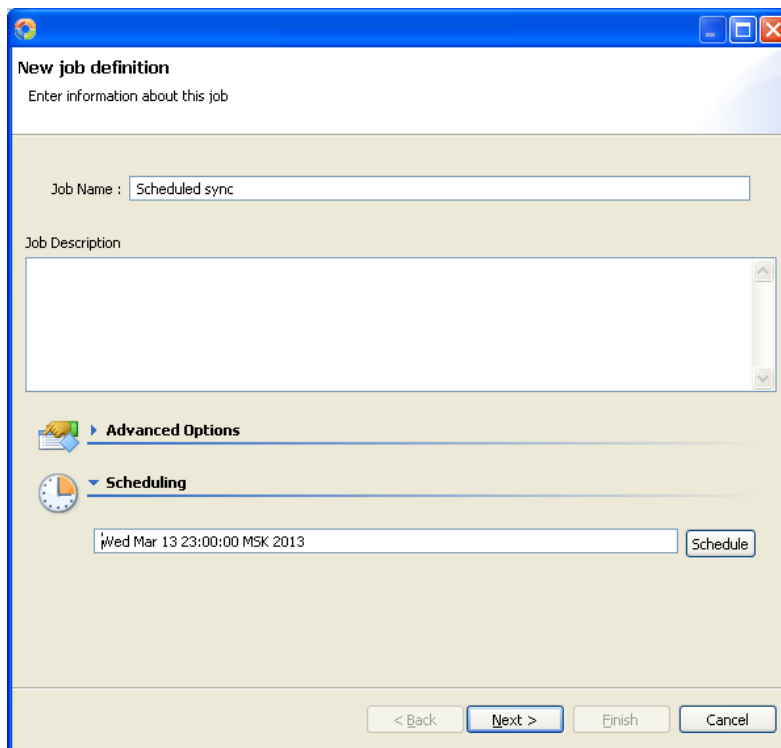 New job definition
Enter information about this job
Job Name : Scheduled sync
Job Description
Advanced Options
Scheduling
Wed Mar 13 23:00:00 MSK 2013 Schedule
< Back Next > Finish Cancel